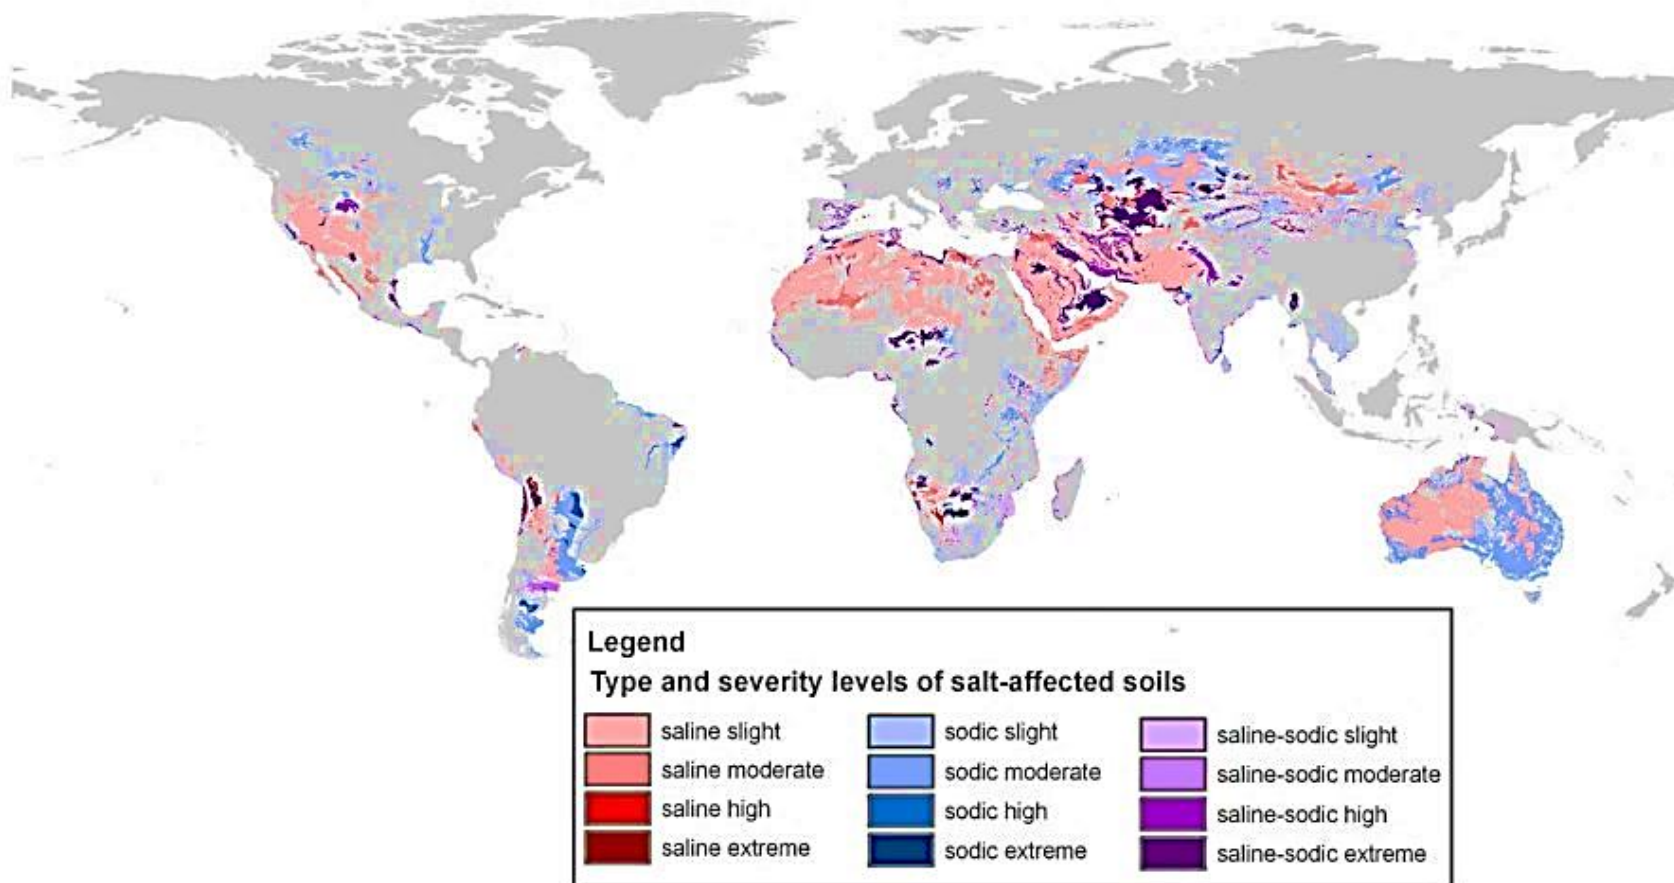 Legend
Type and severity levels of salt-affected soils
saline slight
saline moderate
saline high
saline extreme
sodic slight
sodic moderate
sodic high
sodic extreme
saline-sodic slight
saline-sodic moderate
saline-sodic high
saline-sodic extreme